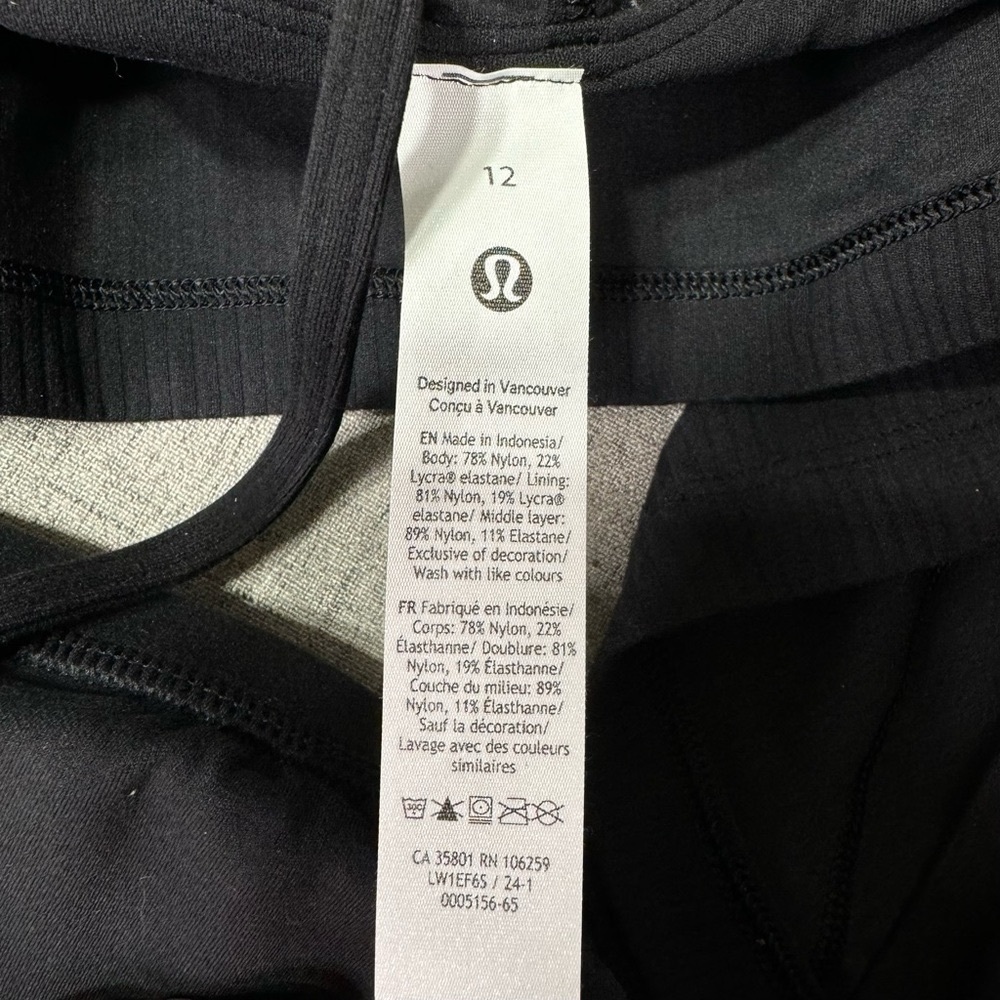 12
Designed in Vancouver
Conçu à Vancouver
EN Made in Indonesia/
Body: 78% Nylon, 22%
Lycra® elastane/ Lining:
81% Nylon, 19% Lycra®
elastane/ Middle layer:
89% Nylon, 11% Elastane/
Exclusive of decoration/
Wash with like colours
FR Fabriqué en Indonésie/
Corps: 78% Nylon, 22%
Élasthanne/ Doublure: 81%
Nylon, 19% Élasthanne/
Couche du milieu: 89%
Nylon, 11% Élasthanne/
Sauf la décoration/
Lavage avec des couleurs
similaires
30C
CA 35801 RN 106259
LW1EF6S / 24-1
0005156-65